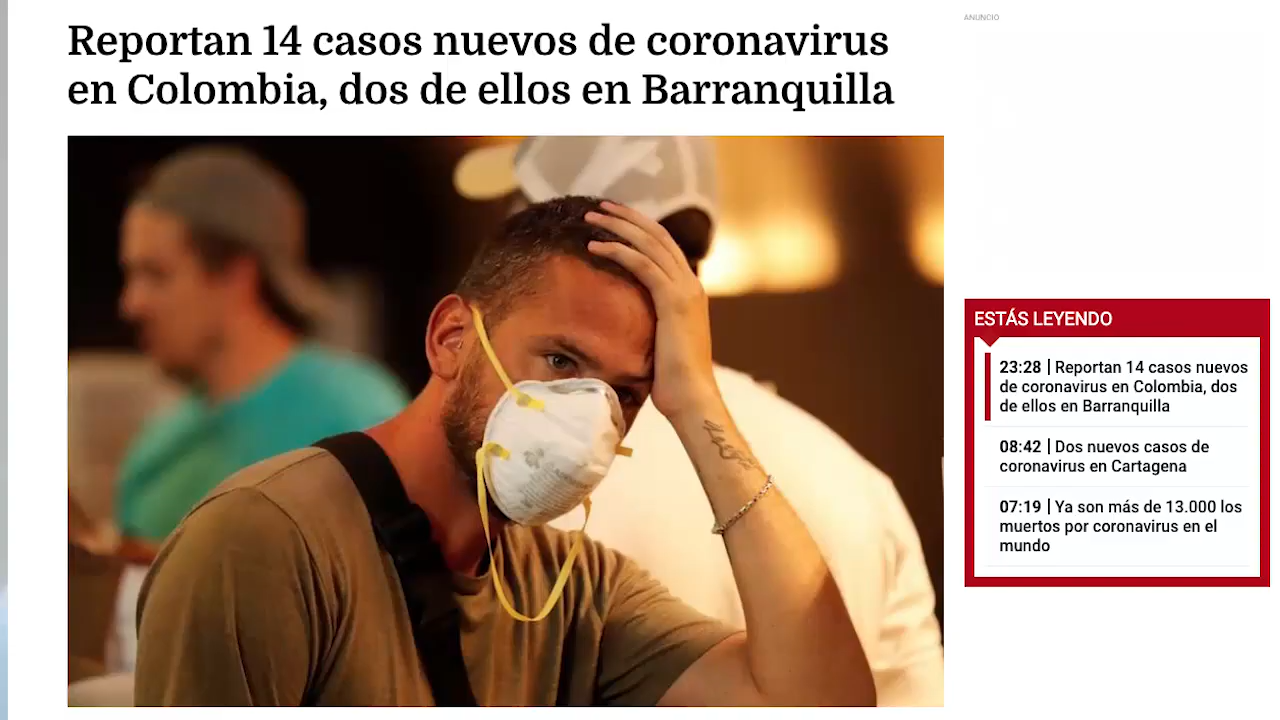 Reportan 14 casos nuevos de coronavirus
en Colombia, dos de ellos en Barranquilla
ANUNCIO
ESTÁS LEYENDO
23:28 | Reportan 14 casos nuevos
de coronavirus en Colombia, dos
de ellos en Barranquilla
08:42 | Dos nuevos casos de
coronavirus en Cartagena
07:19 | Ya son más de 13.000 los
muertos por coronavirus en el
mundo